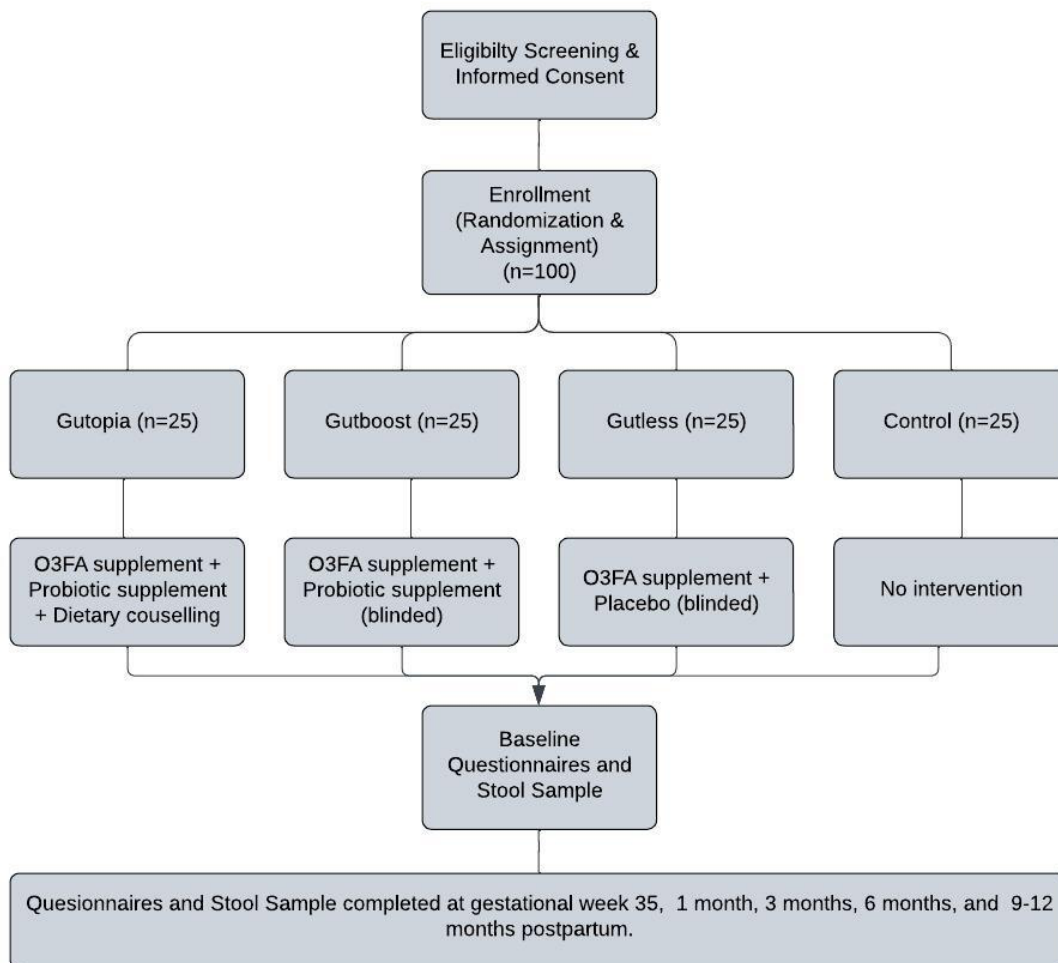 Eligibilty Screening &
Informed Consent
Enrollment
(Randomization &
Assignment)
(n=100)
Gutopia (n=25)
Gutboost (n=25)
Gutless (n=25)
Control (n=25)
O3FA supplement +
Probiotic supplement
+ Dietary couselling
O3FA supplement +
Probiotic supplement
(blinded)
O3FA supplement +
Placebo (blinded)
No intervention
Baseline
Questionnaires and
Stool Sample
Quesionnaires and Stool Sample completed at gestational week 35, 1 month, 3 months, 6 months, and 9-12
months postpartum.